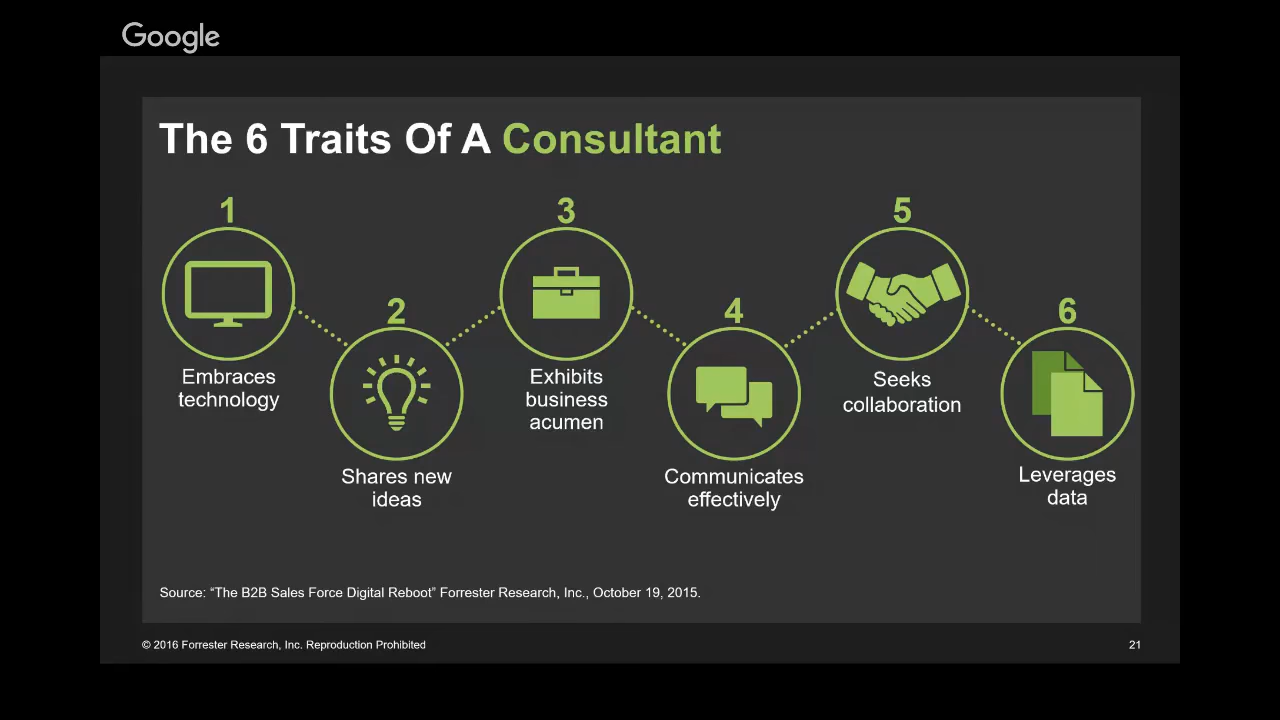 Google
The 6 Traits Of A Consultant
1
Embraces
technology
2
Shares new
ideas
3
Exhibits
business
acumen
4
Communicates
effectively
5
Seeks
collaboration
6
Leverages
data
Source: “The B2B Sales Force Digital Reboot” Forrester Research, Inc., October 19, 2015.
© 2016 Forrester Research, Inc. Reproduction Prohibited
21